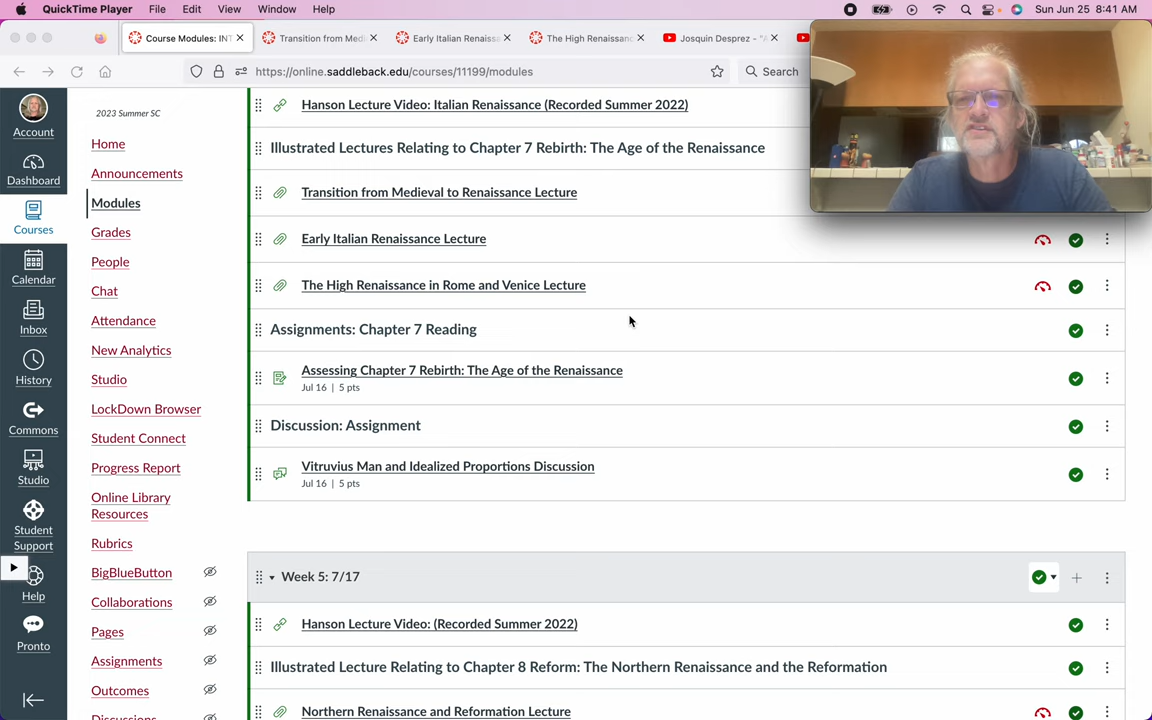 QuickTime Player File Edit View Window Help Sun Jun 25 8:41 AM
Course Modules: INT
Transition from Medi
Early Italian Renaissa
The High Renaissanc
Josquin Desprez - "A
https://online.saddleback.edu/courses/11199/modules
Search
Account
Dashboard
Courses
Calendar
Inbox
History
Commons
Studio
Student
Support
Help
Pronto
2023 Summer SC
Home
Announcements
Modules
Grades
People
Chat
Attendance
New Analytics
Studio
LockDown Browser
Student Connect
Progress Report
Online Library
Resources
Rubrics
BigBlueButton
Collaborations
Pages
Assignments
Outcomes
Discussions
Hanson Lecture Video: Italian Renaissance (Recorded Summer 2022)
Illustrated Lectures Relating to Chapter 7 Rebirth: The Age of the Renaissance
Transition from Medieval to Renaissance Lecture
Early Italian Renaissance Lecture
The High Renaissance in Rome and Venice Lecture
Assignments: Chapter 7 Reading
Assessing Chapter 7 Rebirth: The Age of the Renaissance
Jul 16 | 5 pts
Discussion: Assignment
Vitruvius Man and Idealized Proportions Discussion
Jul 16 | 5 pts
Week 5: 7/17
Hanson Lecture Video: (Recorded Summer 2022)
Illustrated Lecture Relating to Chapter 8 Reform: The Northern Renaissance and the Reformation
Northern Renaissance and Reformation Lecture